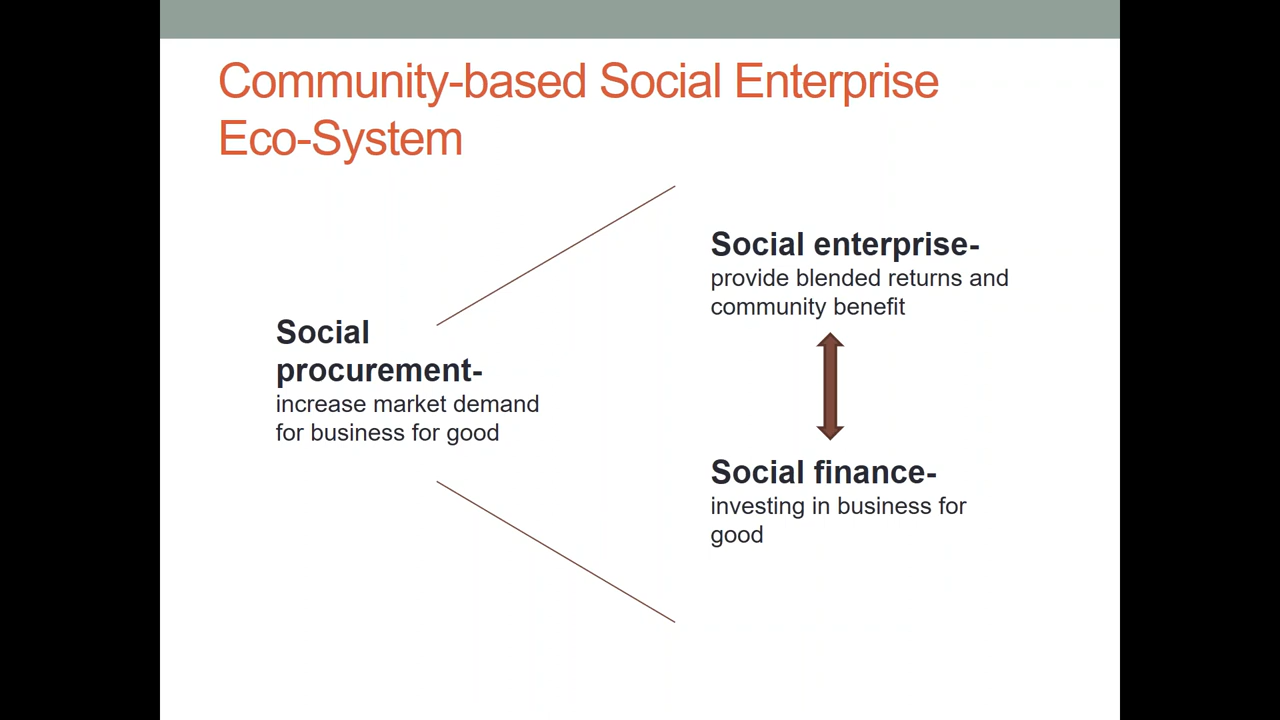 Community-based Social Enterprise
Eco-System
Social
procurement-
increase market demand
for business for good
Social enterprise-
provide blended returns and
community benefit
Social finance-
investing in business for
good